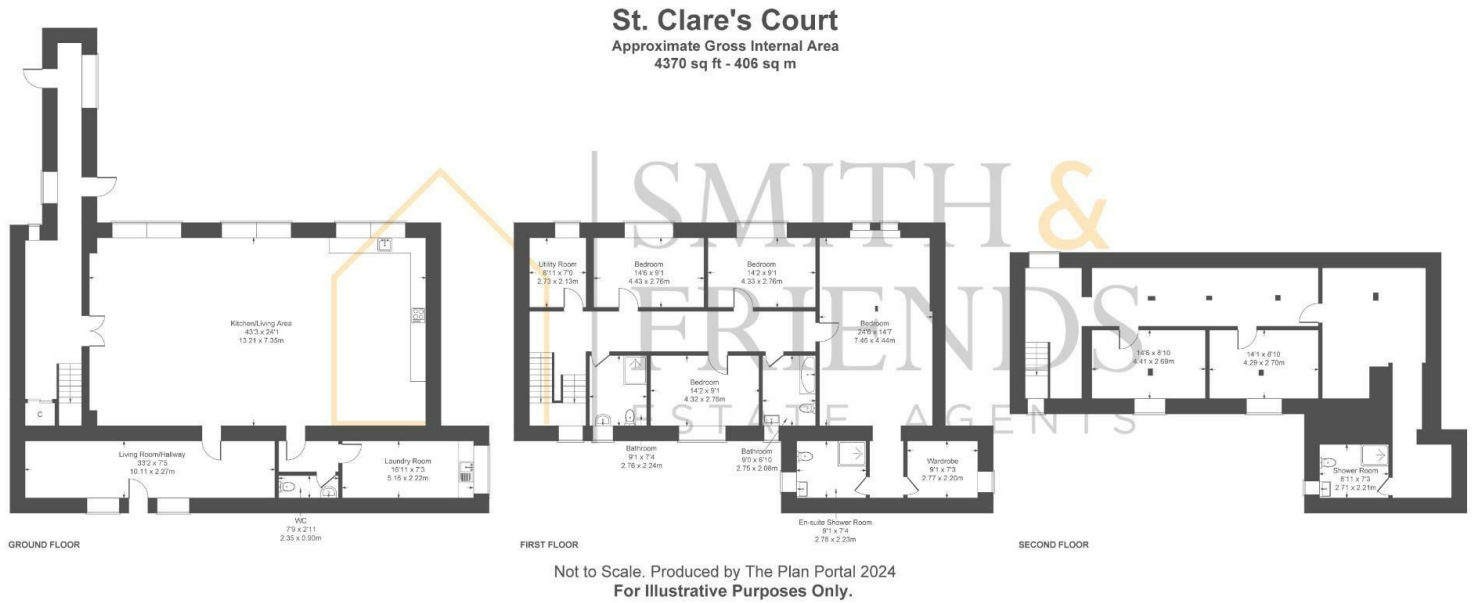 St. Clare's Court
Approximate Gross Internal Area
4370 sq ft - 406 sq m
SMITH &
FRIENDS
ESTATE AGENTS
Kitchen/Living Area
43'3 x 24'1
13.21 x 7.35m
C
Living Room/Hallway
33'2 x 7'5
10.11 x 2.27m
Laundry Room
16'11 x 7'3
5.16 x 2.22m
WC
7'9 x 2'11
2.35 x 0.90m
GROUND FLOOR
Utility Room
8'11 x 7'0
2.73 x 2.13m
Bedroom
14'6 x 9'1
4.43 x 2.76m
Bedroom
14'2 x 9'1
4.33 x 2.76m
Bedroom
24'6 x 14'7
7.46 x 4.44m
Bedroom
14'2 x 9'1
4.32 x 2.76m
Bathroom
9'1 x 7'4
2.76 x 2.24m
Bathroom
9'0 x 6'10
2.75 x 2.08m
Wardrobe
9'1 x 7'3
2.77 x 2.20m
En-suite Shower Room
9'1 x 7'4
2.78 x 2.23m
FIRST FLOOR
14'6 x 8'10
4.41 x 2.69m
14'1 x 8'10
4.29 x 2.70m
Shower Room
8'11 x 7'3
2.71 x 2.21m
SECOND FLOOR
Not to Scale. Produced by The Plan Portal 2024
For Illustrative Purposes Only.